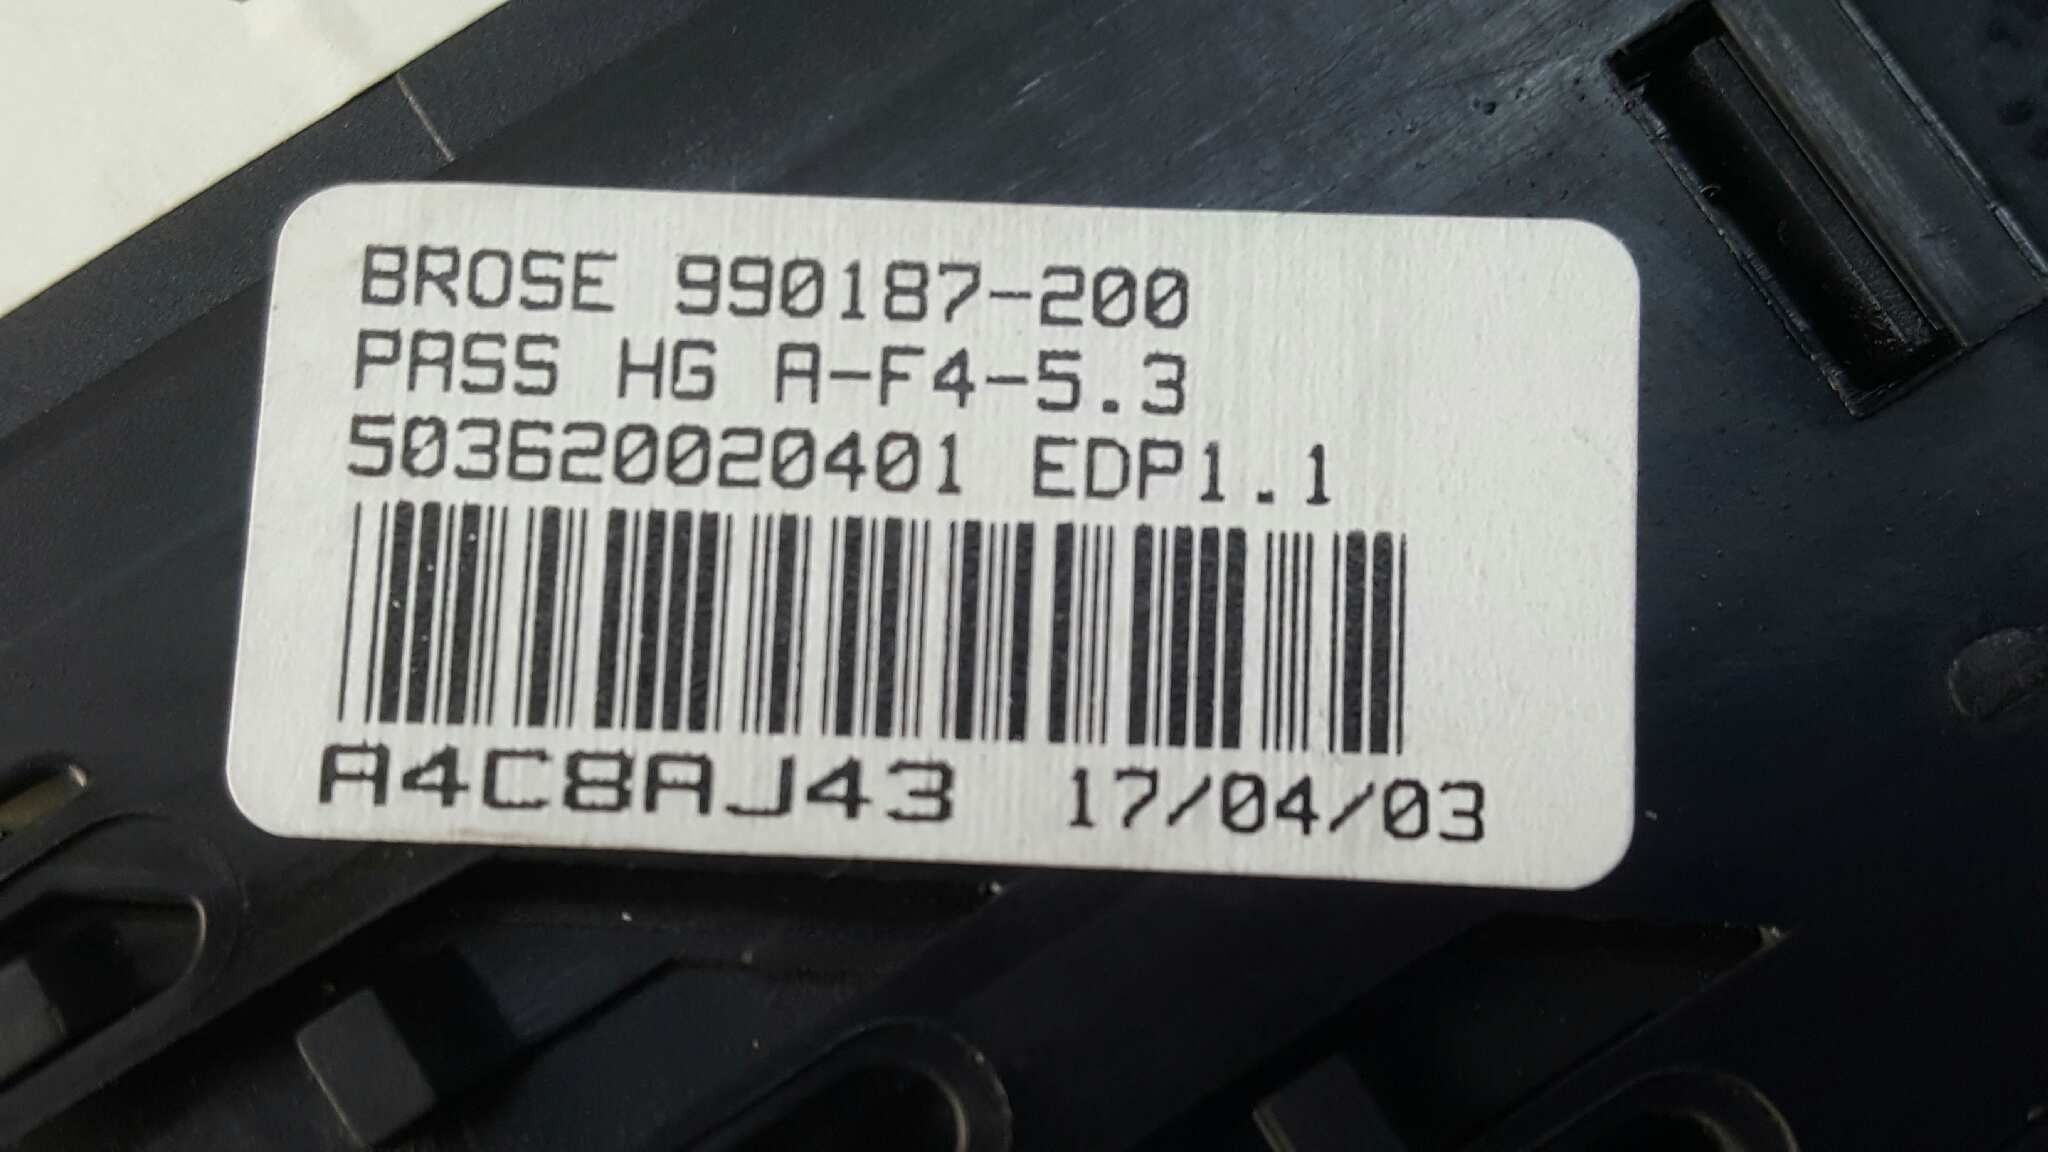 BROSE 990187-200
PASS HG A-F4-5.3
503620020401 EDP1.1
A4C8AJ43 17/04/03